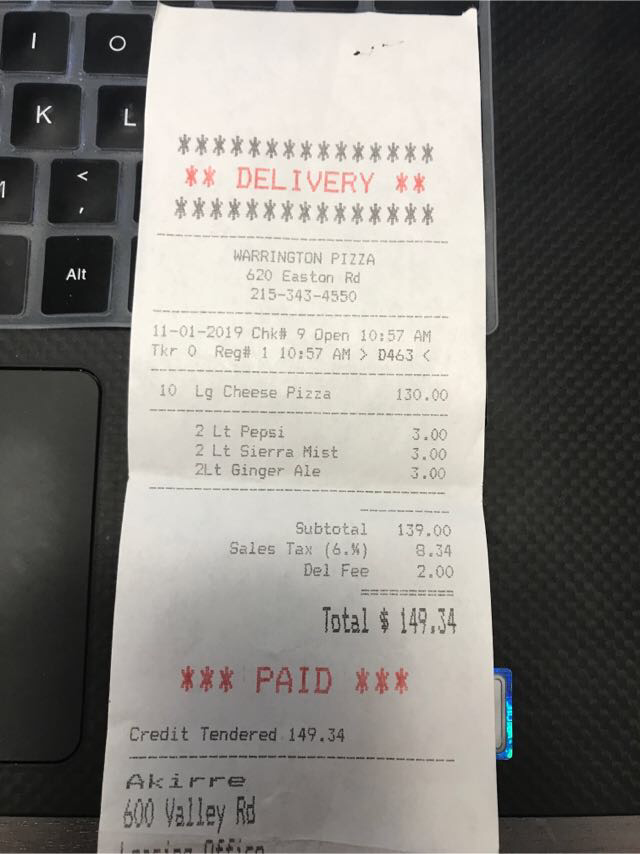 I O
K L
M <
,
Alt
***************
** DELIVERY **
***************
WARRINGTON PIZZA
620 Easton Rd
215-343-4550
11-01-2019 Chk# 9 Open 10:57 AM
Tkr 0 Reg# 1 10:57 AM > D463 <
10 Lg Cheese Pizza 130.00
2 Lt Pepsi 3.00
2 Lt Sierra Mist 3.00
2Lt Ginger Ale 3.00
Subtotal 139.00
Sales Tax (6.%) 8.34
Del Fee 2.00
Total $ 149.34
*** PAID ***
Credit Tendered 149.34
Akirre
600 Valley Rd
Leasing Office